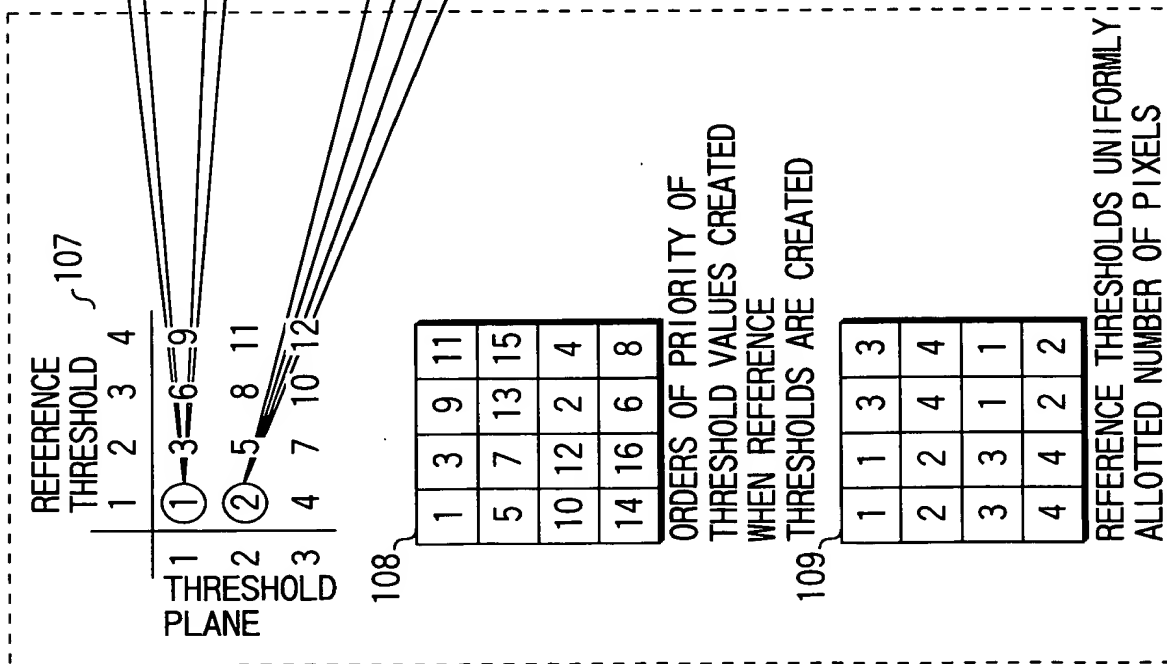 107
REFERENCE
THRESHOLD
1 2 3 4
1 1 3 6 9
2 2 5 8 11
3 4 7 10 12
THRESHOLD
PLANE
108
1 3 9 11
5 7 13 15
10 12 2 4
14 16 6 8
ORDERS OF PRIORITY OF
THRESHOLD VALUES CREATED
WHEN REFERENCE
THRESHOLDS ARE CREATED
109
1 1 3 3
2 2 4 4
3 3 1 1
4 4 2 2
REFERENCE THRESHOLDS UNIFORMLY
ALLOTTED NUMBER OF PIXELS